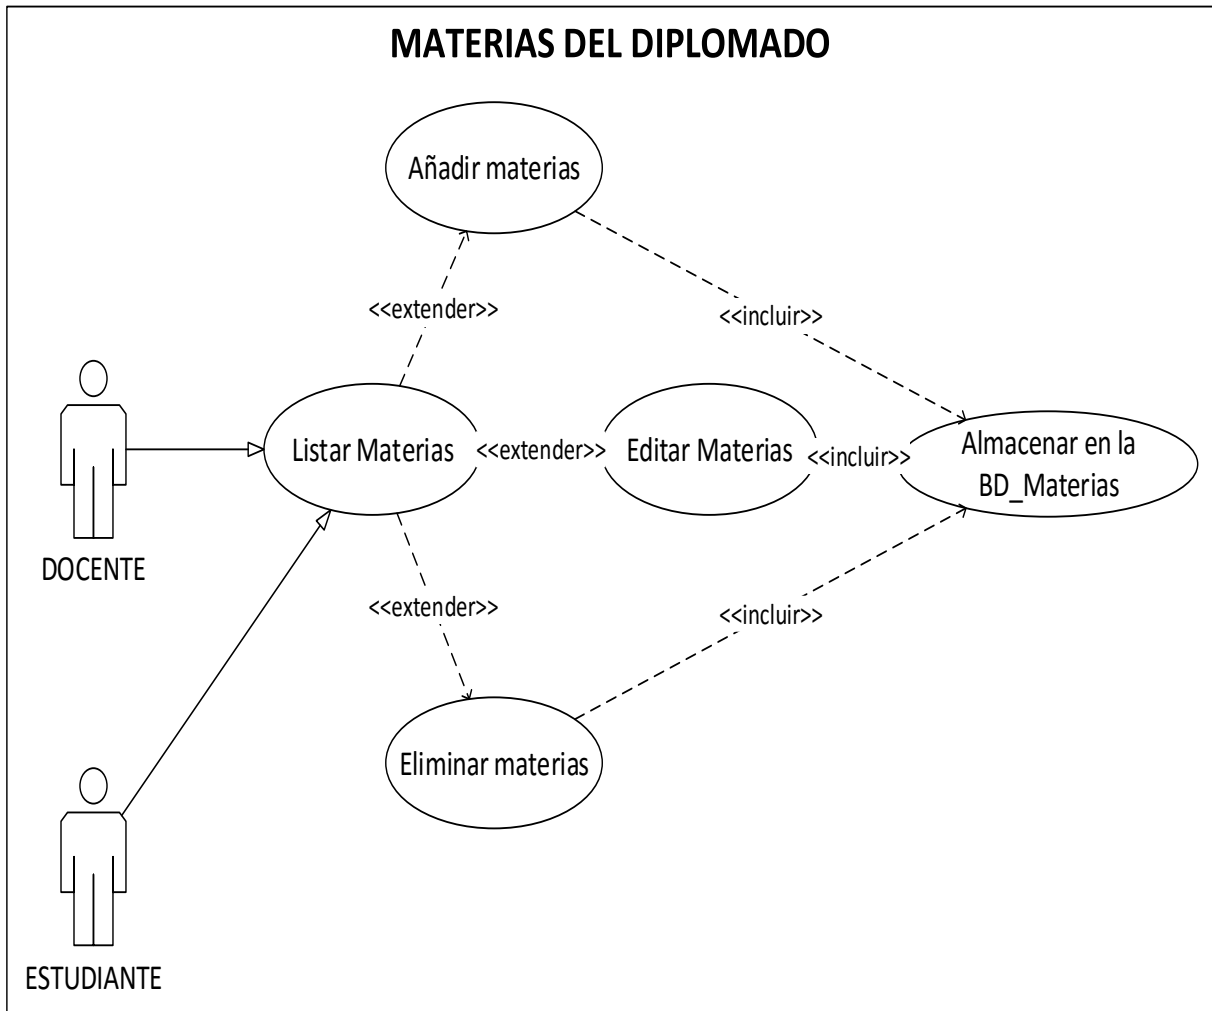 MATERIAS DEL DIPLOMADO
Añadir materias
<<extender>>
<<incluir>>
Listar Materias
<<extender>>
Editar Materias
<<incluir>>
Almacenar en la
BD_Materias
DOCENTE
<<extender>>
<<incluir>>
Eliminar materias
ESTUDIANTE